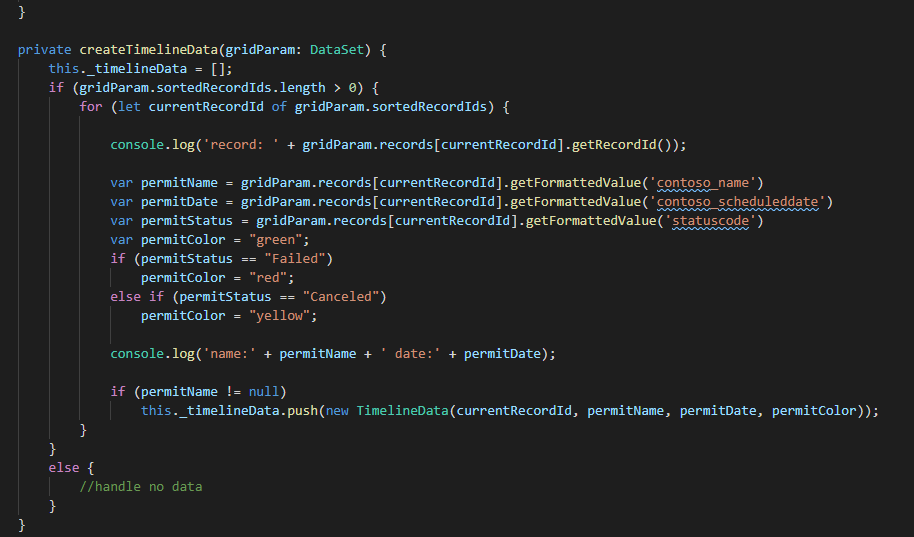 }
private createTimelineData(gridParam: DataSet) {
this._timelineData = [];
if (gridParam.sortedRecordIds.length > 0) {
for (let currentRecordId of gridParam.sortedRecordIds) {
console.log('record: ' + gridParam.records[currentRecordId].getRecordId());
var permitName = gridParam.records[currentRecordId].getFormattedValue('contoso_name')
var permitDate = gridParam.records[currentRecordId].getFormattedValue('contoso_scheduleddate')
var permitStatus = gridParam.records[currentRecordId].getFormattedValue('statuscode')
var permitColor = "green";
if (permitStatus == "Failed")
permitColor = "red";
else if (permitStatus == "Canceled")
permitColor = "yellow";
console.log('name:' + permitName + ' date:' + permitDate);
if (permitName != null)
this._timelineData.push(new TimelineData(currentRecordId, permitName, permitDate, permitColor));
}
}
else {
//handle no data
}
}